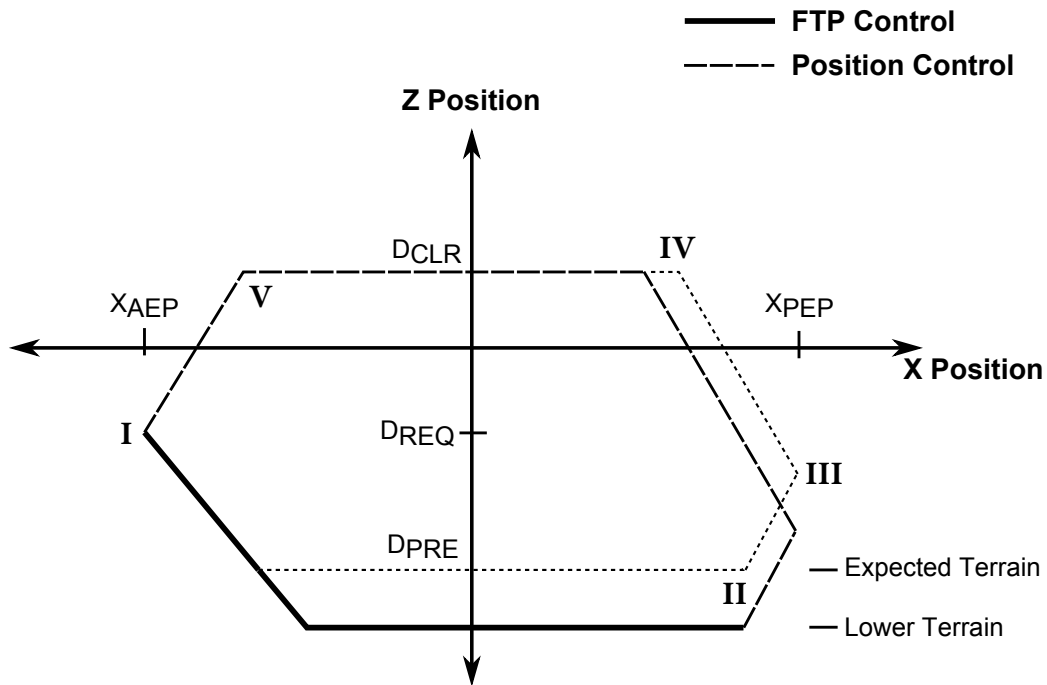 FTP Control
Position Control
Z Position
DCLR
IV
V
XAEP
XPEP
X Position
I
DREQ
III
DPRE
II
Expected Terrain
Lower Terrain